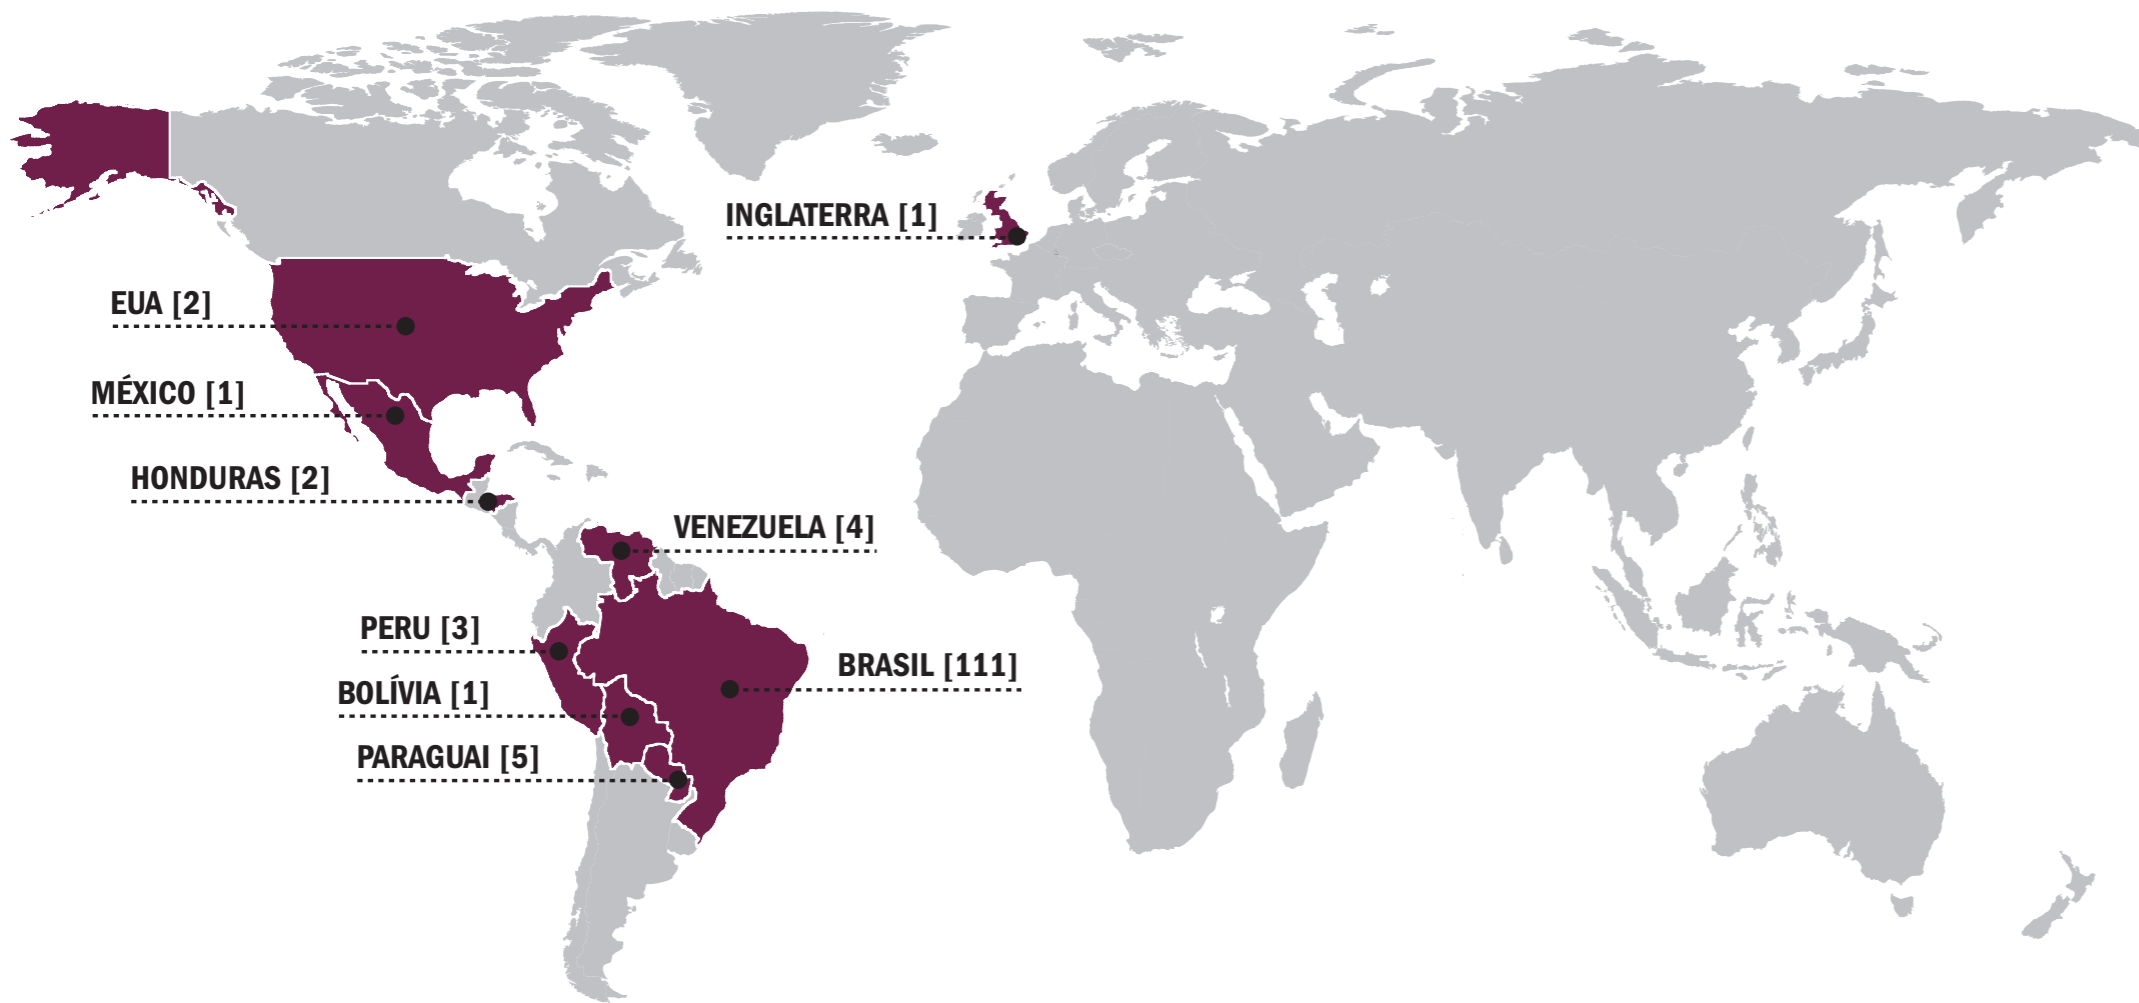 INGLATERRA [1]
EUA [2]
MÉXICO [1]
HONDURAS [2]
VENEZUELA [4]
PERU [3]
BRASIL [111]
BOLÍVIA [1]
PARAGUAI [5]